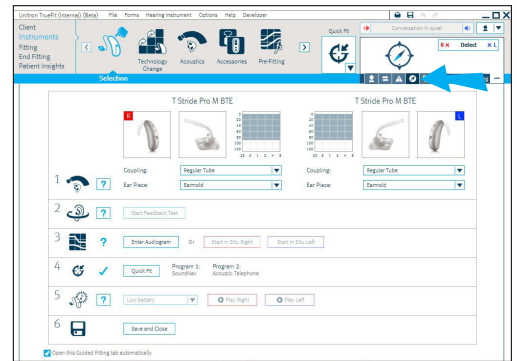 Unitron TrueFit (Internal) (Beta) File Forms Hearing Instrument Options Help Developer
Client
Instruments
Fitting
End Fitting
Patient Insights
Technology
Change
Acoustics
Accessories
Pre-Fitting
Quick Fit
Conversation in quiet
R X Detect X L
Selection
T Stride Pro M BTE
T Stride Pro M BTE
R
L
Coupling: Regular Tube
Ear Piece: Earmold
Coupling: Regular Tube
Ear Piece: Earmold
1 ?
2 ? Start Feedback Test
3 ? Enter Audiogram Or Start In Situ Right Start In Situ Left
4 Quick Fit Program 1: Program 2:
SoundNav Acoustic Telephone
5 ? Low battery Play Right Play Left
6 Save and Close
Open this Guided Fitting tab automatically